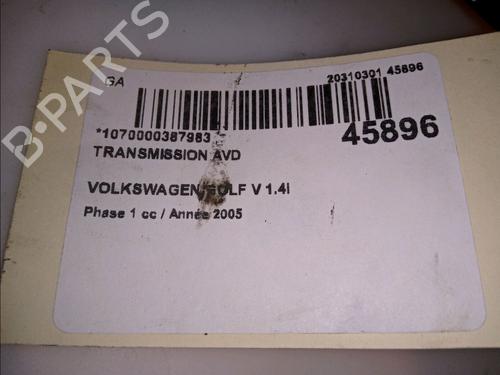 GA
20310301 45896
*1070000387983
45896
TRANSMISSION AVD
VOLKSWAGEN GOLF V 1.4i
Phase 1 cc / Année 2005
B-PARTS